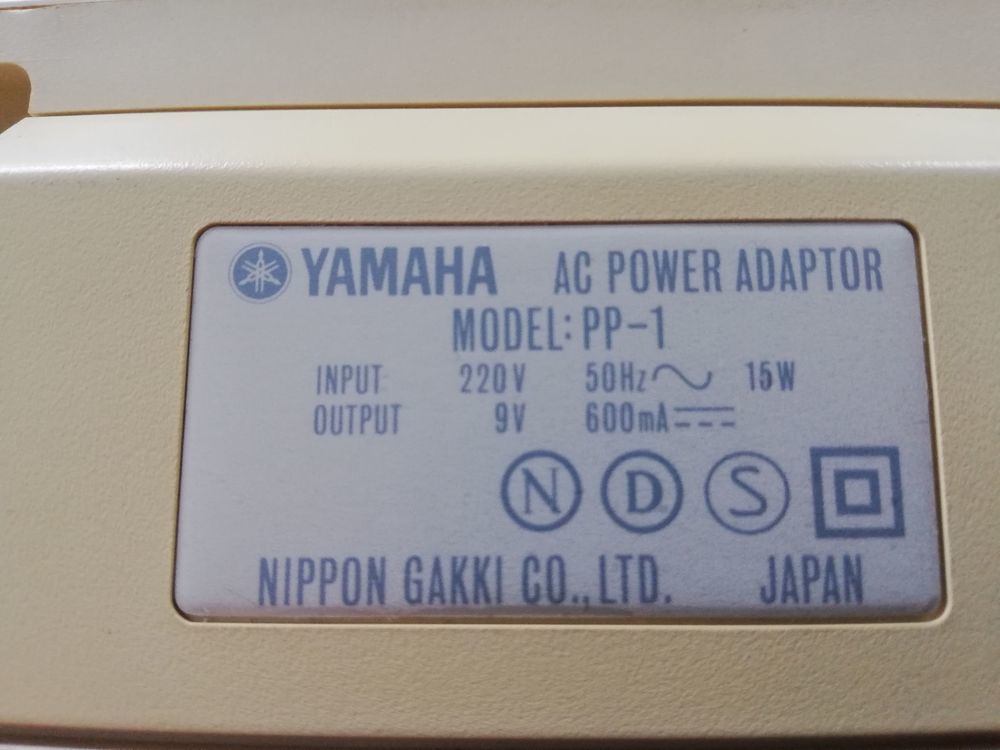 YAMAHA AC POWER ADAPTOR
MODEL: PP-1
INPUT 220V 50Hz 15W
OUTPUT 9V 600mA
N D S
NIPPON GAKKI CO., LTD. JAPAN